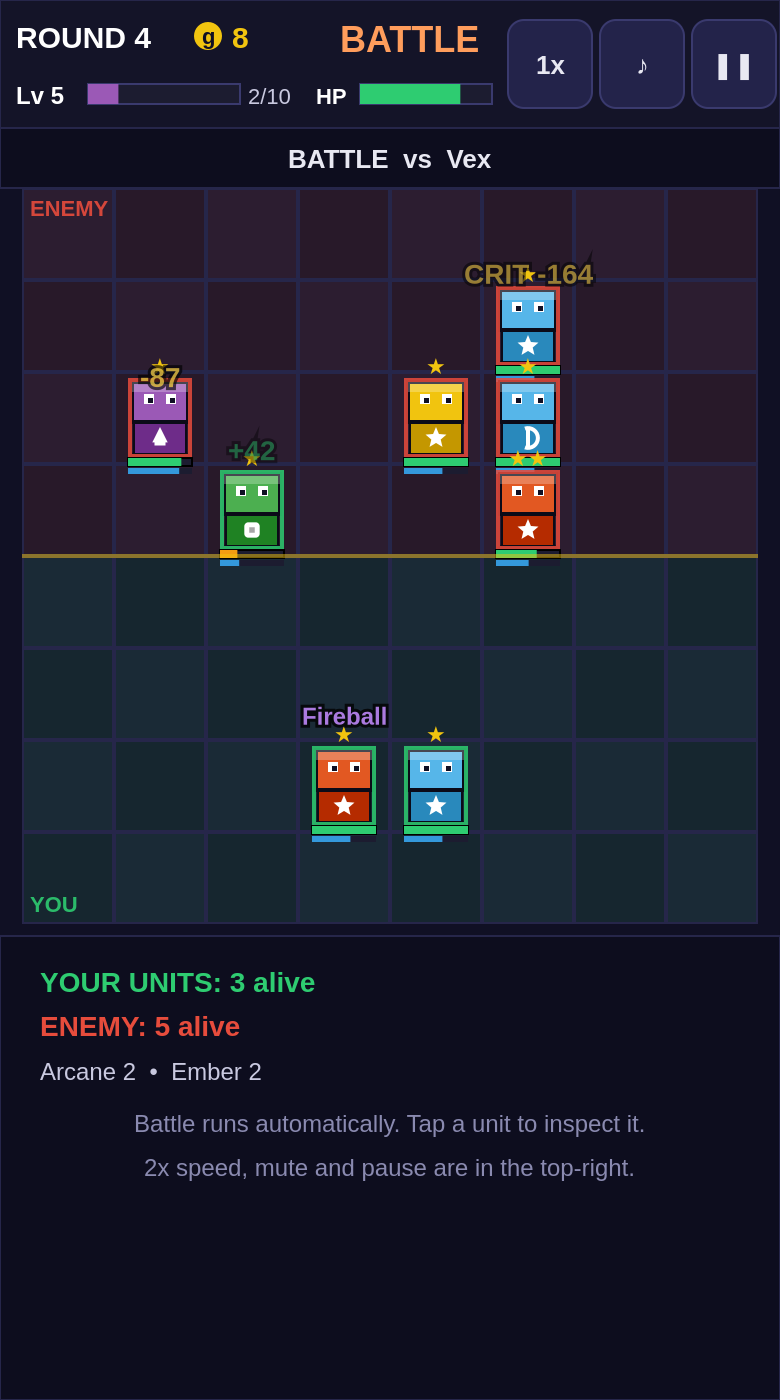 ROUND 4
g 8
BATTLE
1x
♪
Lv 5
2/10
HP
BATTLE vs Vex
ENEMY
CRIT -164
-87
+42
Fireball
YOU
YOUR UNITS: 3 alive
ENEMY: 5 alive
Arcane 2 • Ember 2
Battle runs automatically. Tap a unit to inspect it.
2x speed, mute and pause are in the top-right.